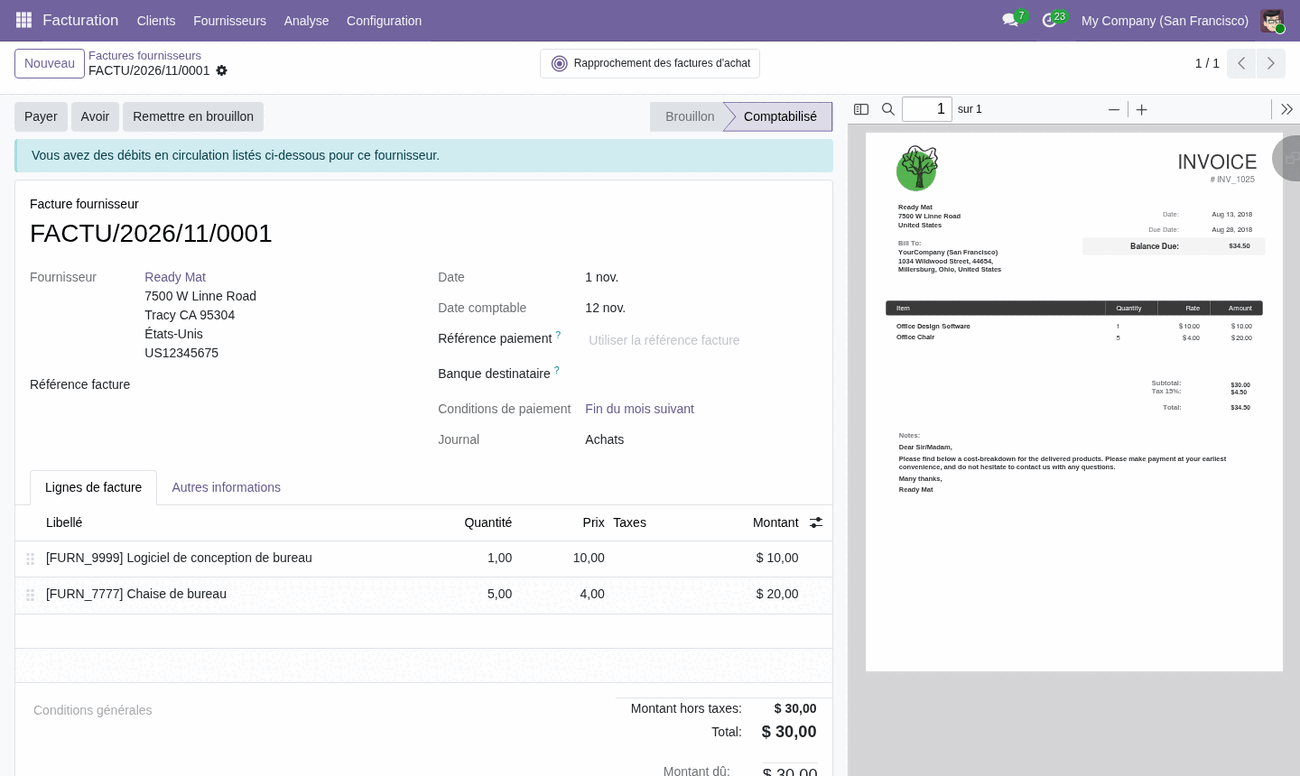 Facturation Clients Fournisseurs Analyse Configuration 7 23 My Company (San Francisco)
Nouveau
Factures fournisseurs
FACTU/2026/11/0001
Rapprochement des factures d'achat
1 / 1
Payer Avoir Remettre en brouillon Brouillon Comptabilisé
Vous avez des débits en circulation listés ci-dessous pour ce fournisseur.
Facture fournisseur
FACTU/2026/11/0001
Fournisseur Ready Mat
7500 W Linne Road
Tracy CA 95304
États-Unis
US12345675
Référence facture
Date 1 nov.
Date comptable 12 nov.
Référence paiement ? Utiliser la référence facture
Banque destinataire ?
Conditions de paiement Fin du mois suivant
Journal Achats
Lignes de facture Autres informations
Libellé Quantité Prix Taxes Montant
[FURN_9999] Logiciel de conception de bureau 1,00 10,00 $ 10,00
[FURN_7777] Chaise de bureau 5,00 4,00 $ 20,00
Conditions générales
Montant hors taxes: $ 30,00
Total: $ 30,00
Montant dû: $ 30,00
1 sur 1
INVOICE
# INV_1025
Ready Mat
7500 W Linne Road
United States
Date: Aug 13, 2018
Due Date: Aug 28, 2018
Balance Due: $34.50
Bill To:
YourCompany (San Francisco)
1034 Wildwood Street, 44654,
Millersburg, Ohio, United States
Item Quantity Rate Amount
Office Design Software 1 $ 10.00 $ 10.00
Office Chair 5 $ 4.00 $ 20.00
Subtotal: $30.00
Tax 15%: $4.50
Total: $34.50
Notes:
Dear Sir/Madam,
Please find below a cost-breakdown for the delivered products. Please make payment at your earliest
convenience, and do not hesitate to contact us with any questions.
Many thanks,
Ready Mat